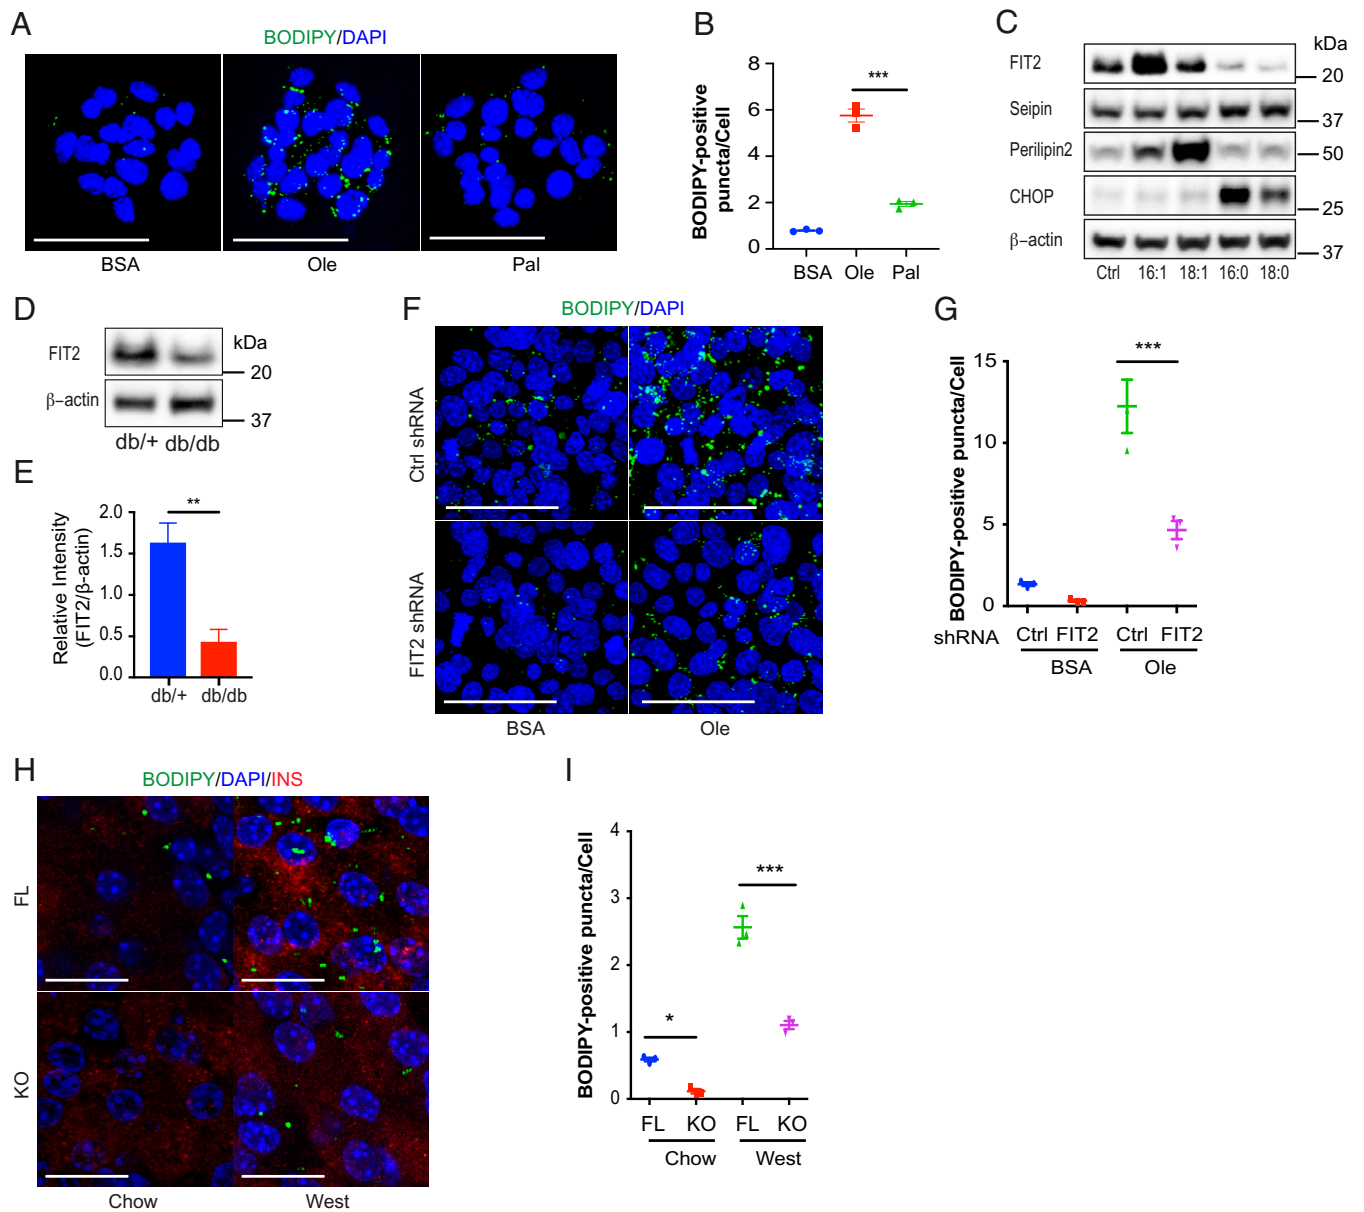 A
BODIPY/DAPI
BSA
Ole
Pal
B
BODIPY-positive
puncta/Cell
8
6
4
2
0
***
BSA Ole Pal
C
kDa
FIT2
20
Seipin
37
Perilipin2
50
CHOP
25
β-actin
37
Ctrl 16:1 18:1 16:0 18:0
D
kDa
FIT2
20
β-actin
37
db/+ db/db
E
Relative Intensity
(FIT2/β-actin)
2.0
1.5
1.0
0.5
0.0
**
db/+ db/db
F
BODIPY/DAPI
Ctrl shRNA
FIT2 shRNA
BSA
Ole
G
BODIPY-positive puncta/Cell
15
10
5
0
***
shRNA Ctrl FIT2 Ctrl FIT2
BSA Ole
H
BODIPY/DAPI/INS
FL
KO
Chow
West
I
BODIPY-positive puncta/Cell
4
3
2
1
0
*
***
FL KO FL KO
Chow West